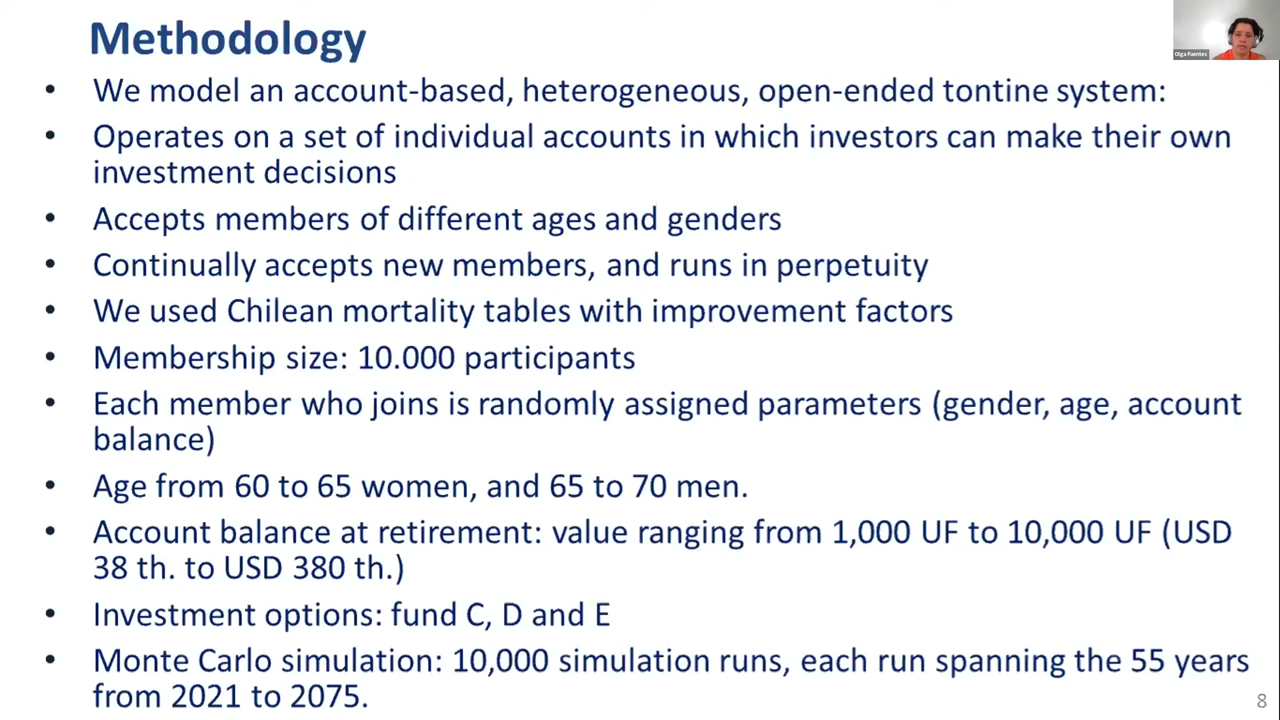 Methodology
Olga Fuentes
• We model an account-based, heterogeneous, open-ended tontine system:
• Operates on a set of individual accounts in which investors can make their own
investment decisions
• Accepts members of different ages and genders
• Continually accepts new members, and runs in perpetuity
• We used Chilean mortality tables with improvement factors
• Membership size: 10.000 participants
• Each member who joins is randomly assigned parameters (gender, age, account
balance)
• Age from 60 to 65 women, and 65 to 70 men.
• Account balance at retirement: value ranging from 1,000 UF to 10,000 UF (USD
38 th. to USD 380 th.)
• Investment options: fund C, D and E
• Monte Carlo simulation: 10,000 simulation runs, each run spanning the 55 years
from 2021 to 2075.
8